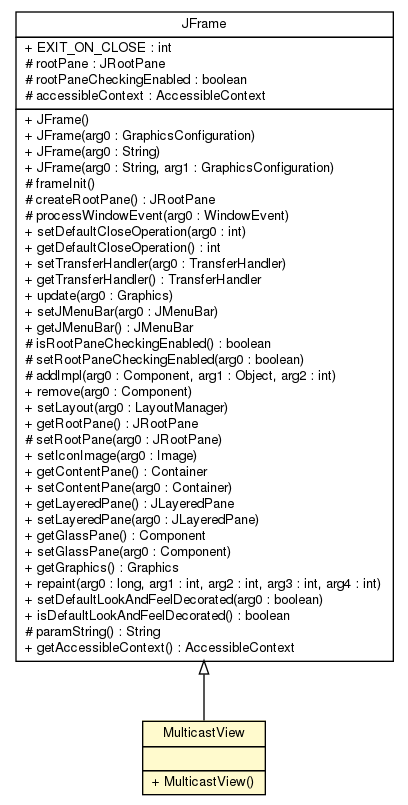 JFrame
+ EXIT_ON_CLOSE : int
# rootPane : JRootPane
# rootPaneCheckingEnabled : boolean
# accessibleContext : AccessibleContext
+ JFrame()
+ JFrame(arg0 : GraphicsConfiguration)
+ JFrame(arg0 : String)
+ JFrame(arg0 : String, arg1 : GraphicsConfiguration)
# frameInit()
# createRootPane() : JRootPane
# processWindowEvent(arg0 : WindowEvent)
+ setDefaultCloseOperation(arg0 : int)
+ getDefaultCloseOperation() : int
+ setTransferHandler(arg0 : TransferHandler)
+ getTransferHandler() : TransferHandler
+ update(arg0 : Graphics)
+ setJMenuBar(arg0 : JMenuBar)
+ getJMenuBar() : JMenuBar
# isRootPaneCheckingEnabled() : boolean
# setRootPaneCheckingEnabled(arg0 : boolean)
# addImpl(arg0 : Component, arg1 : Object, arg2 : int)
+ remove(arg0 : Component)
+ setLayout(arg0 : LayoutManager)
+ getRootPane() : JRootPane
# setRootPane(arg0 : JRootPane)
+ setIconImage(arg0 : Image)
+ getContentPane() : Container
+ setContentPane(arg0 : Container)
+ getLayeredPane() : JLayeredPane
+ setLayeredPane(arg0 : JLayeredPane)
+ getGlassPane() : Component
+ setGlassPane(arg0 : Component)
+ getGraphics() : Graphics
+ repaint(arg0 : long, arg1 : int, arg2 : int, arg3 : int, arg4 : int)
+ setDefaultLookAndFeelDecorated(arg0 : boolean)
+ isDefaultLookAndFeelDecorated() : boolean
# paramString() : String
+ getAccessibleContext() : AccessibleContext
MulticastView
+ MulticastView()